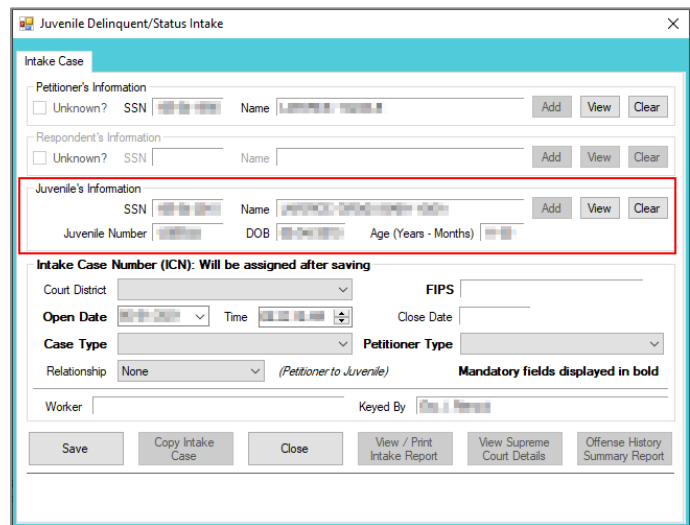 Juvenile Delinquent/Status Intake
Intake Case
Petitioner's Information
Unknown? SSN Name Add View Clear
Respondent's Information
Unknown? SSN Name Add View Clear
Juvenile's Information
SSN Name Add View Clear
Juvenile Number DOB Age (Years - Months)
Intake Case Number (ICN): Will be assigned after saving
Court District FIPS
Open Date Time Close Date
Case Type Petitioner Type
Relationship None (Petitioner to Juvenile) Mandatory fields displayed in bold
Worker Keyed By
Save Copy Intake Case Close View / Print Intake Report View Supreme Court Details Offense History Summary Report